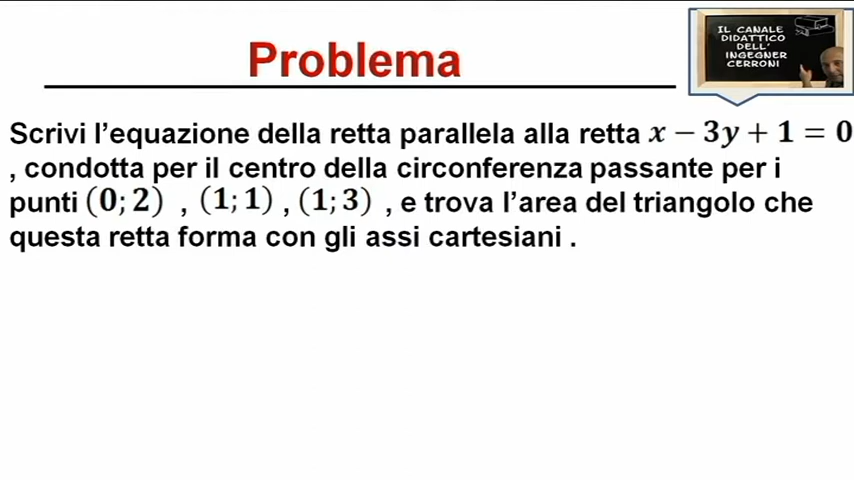 Problema
IL CANALE
DIDATTICO
DELL'
INGEGNER
CERRONI
Scrivi l'equazione della retta parallela alla retta x − 3y + 1 = 0
, condotta per il centro della circonferenza passante per i
punti (0; 2) , (1; 1) , (1; 3) , e trova l'area del triangolo che
questa retta forma con gli assi cartesiani .